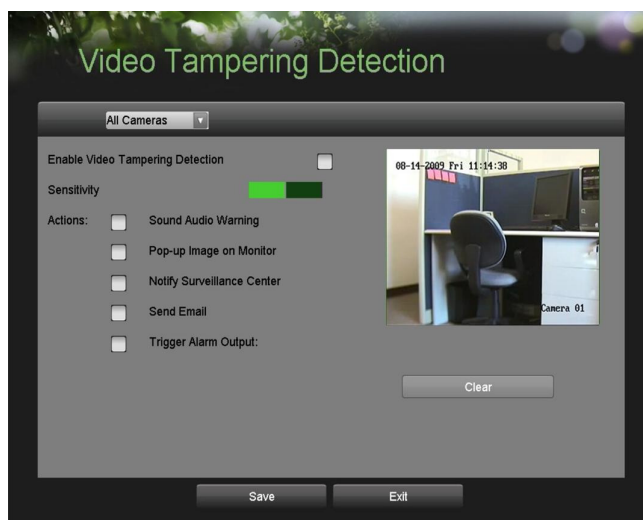 Video Tampering Detection
All Cameras
Enable Video Tampering Detection
Sensitivity
Actions:
Sound Audio Warning
Pop-up Image on Monitor
Notify Surveillance Center
Send Email
Trigger Alarm Output:
08-14-2009 Fri 11:14:38
Camera 01
Clear
Save
Exit